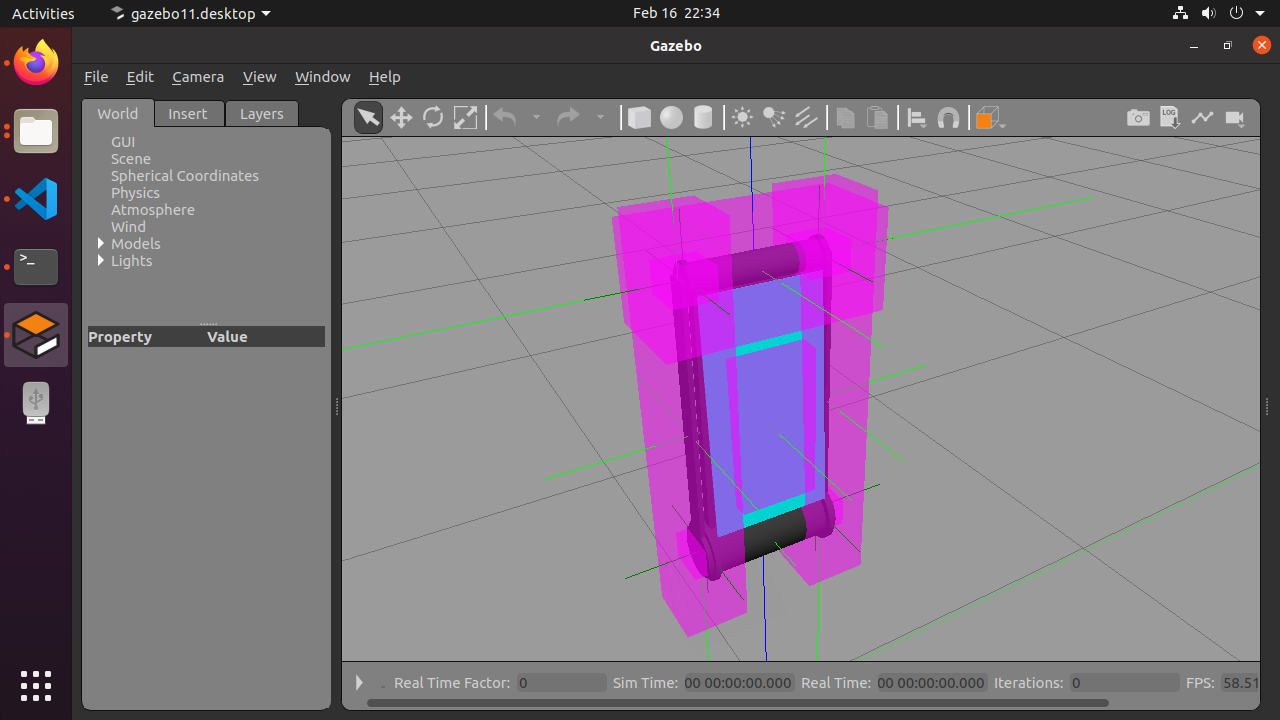 Activities gazebo11.desktop Feb 16 22:34
Gazebo
File Edit Camera View Window Help
World Insert Layers
LOG
GUI
Scene
Spherical Coordinates
Physics
Atmosphere
Wind
Models
Lights
>_
Property Value
Real Time Factor: 0 Sim Time: 00 00:00:00.000 Real Time: 00 00:00:00.000 Iterations: 0 FPS: 58.51